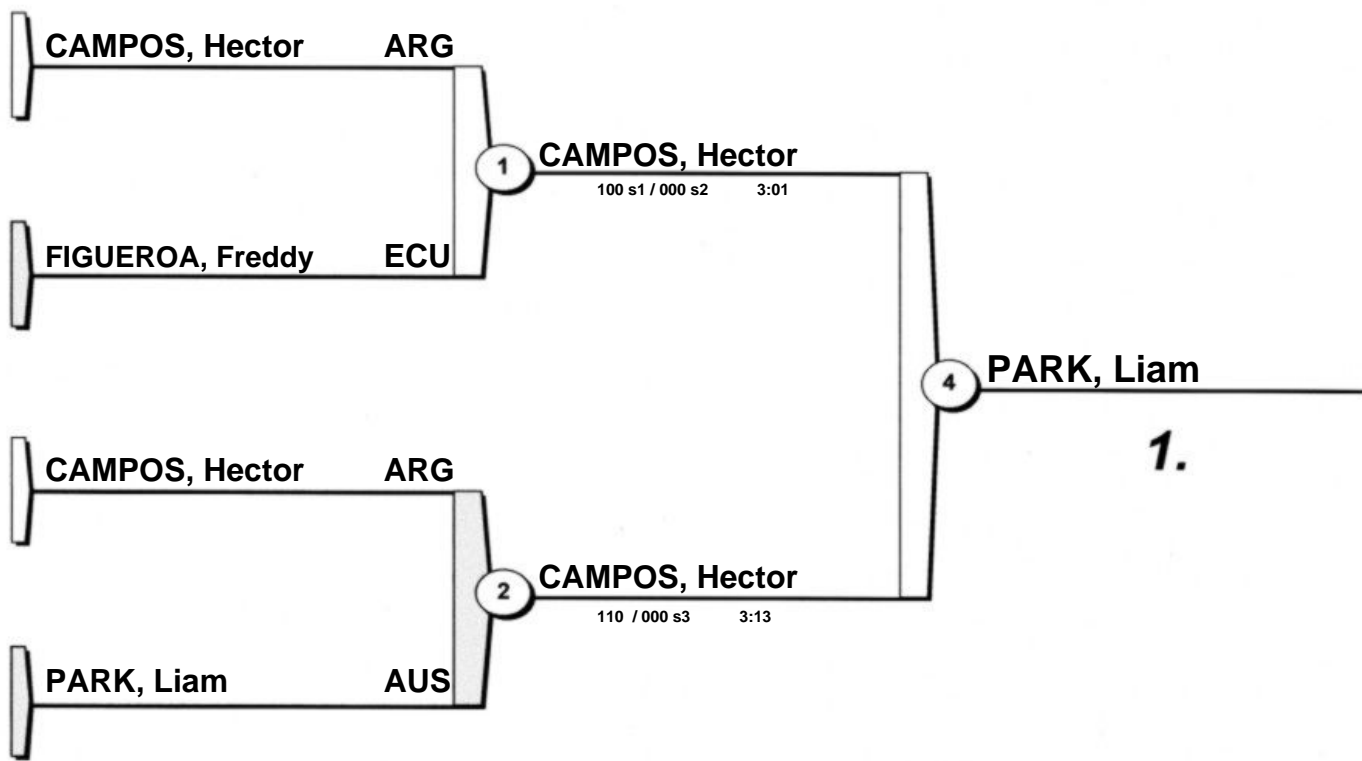 CAMPOS, Hector ARG
1 CAMPOS, Hector
100 s1 / 000 s2 3:01
FIGUEROA, Freddy ECU
4 PARK, Liam
1.
CAMPOS, Hector ARG
2 CAMPOS, Hector
110 / 000 s3 3:13
PARK, Liam AUS